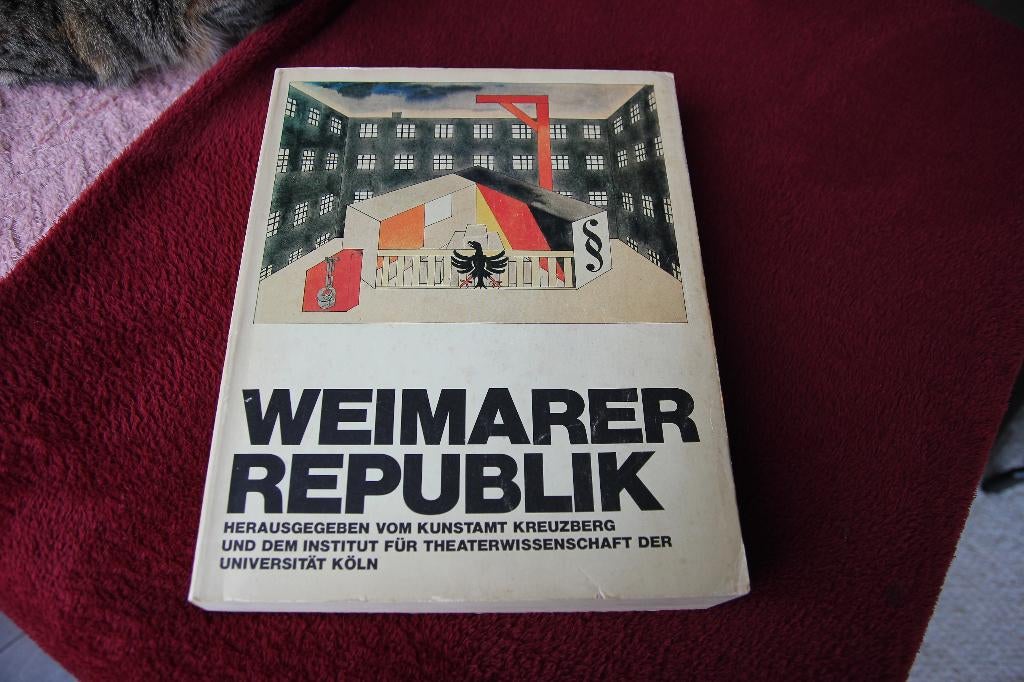 §
WEIMARER
REPUBLIK
HERAUSGEGEBEN VOM KUNSTAMT KREUZBERG
UND DEM INSTITUT FÜR THEATERWISSENSCHAFT DER
UNIVERSITÄT KÖLN